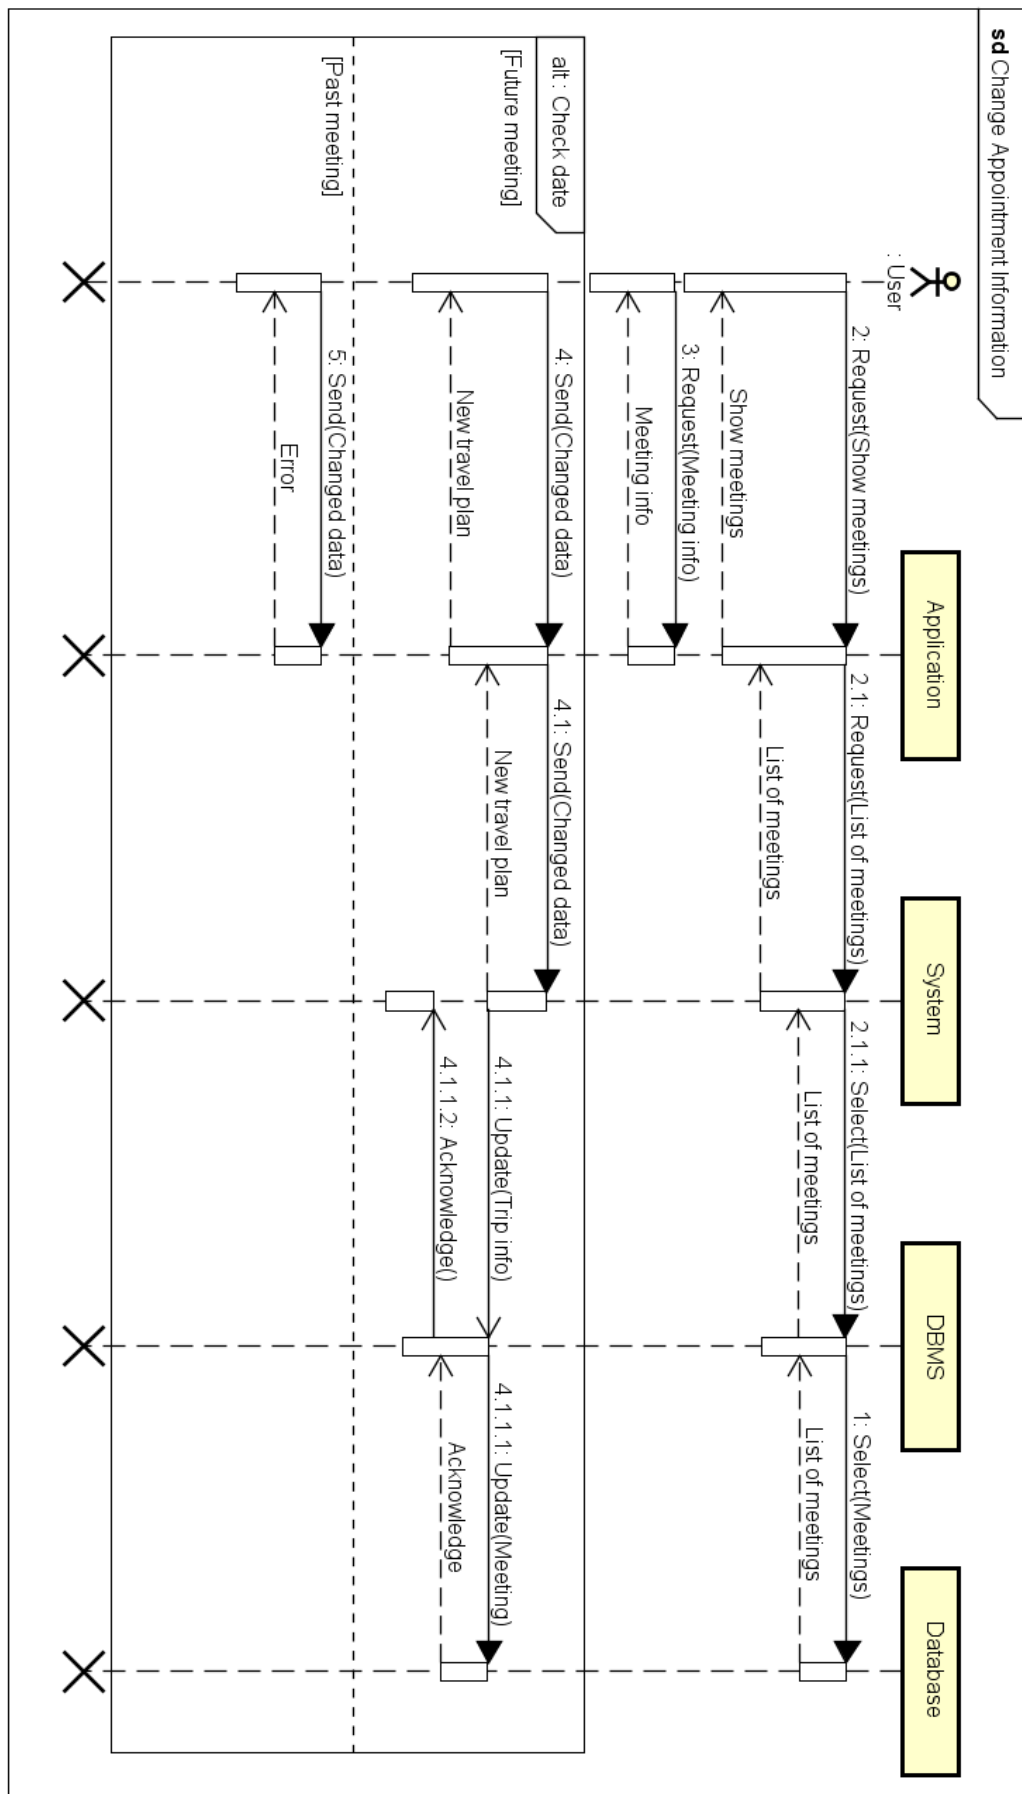 sd Change Appointment Information
: User
Application
System
DBMS
Database
2: Request(Show meetings)
2.1: Request(List of meetings)
2.1.1: Select(List of meetings)
1: Select(Meetings)
List of meetings
List of meetings
List of meetings
Show meetings
3: Request(Meeting info)
Meeting info
alt : Check date
[Future meeting]
4: Send(Changed data)
4.1: Send(Changed data)
New travel plan
New travel plan
4.1.1: Update(Trip info)
4.1.1.1: Update(Meeting)
Acknowledge
4.1.1.2: Acknowledge()
[Past meeting]
5: Send(Changed data)
Error